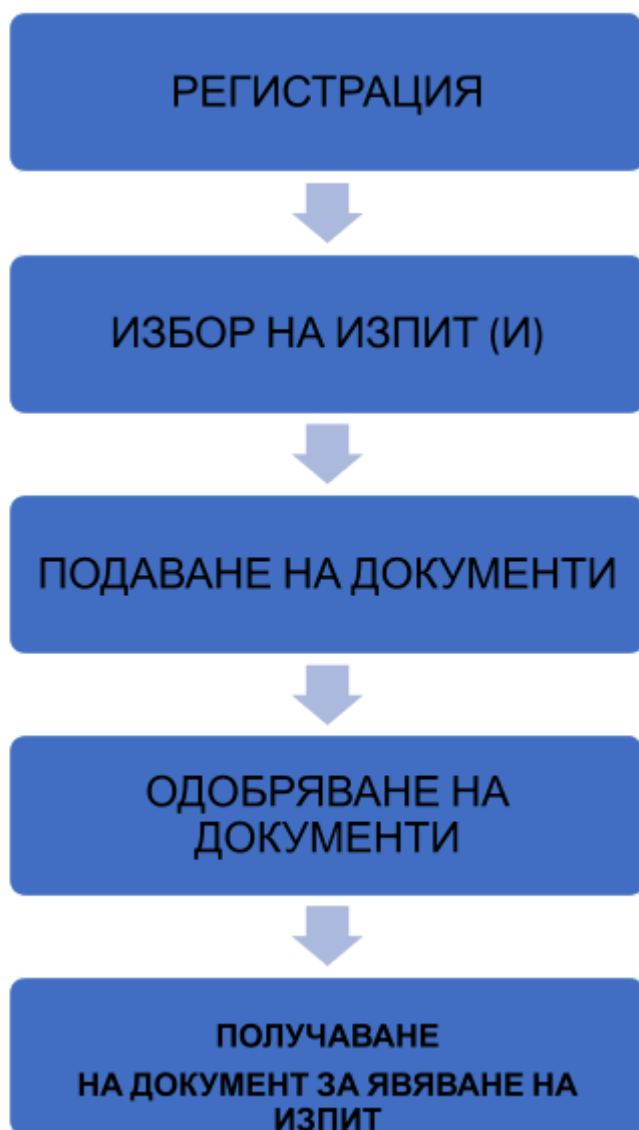 РЕГИСТРАЦИЯ
ИЗБОР НА ИЗПИТ (И)
ПОДАВАНЕ НА ДОКУМЕНТИ
ОДОБРЯВАНЕ НА
ДОКУМЕНТИ
ПОЛУЧАВАНЕ
НА ДОКУМЕНТ ЗА ЯВЯВАНЕ НА
ИЗПИТ